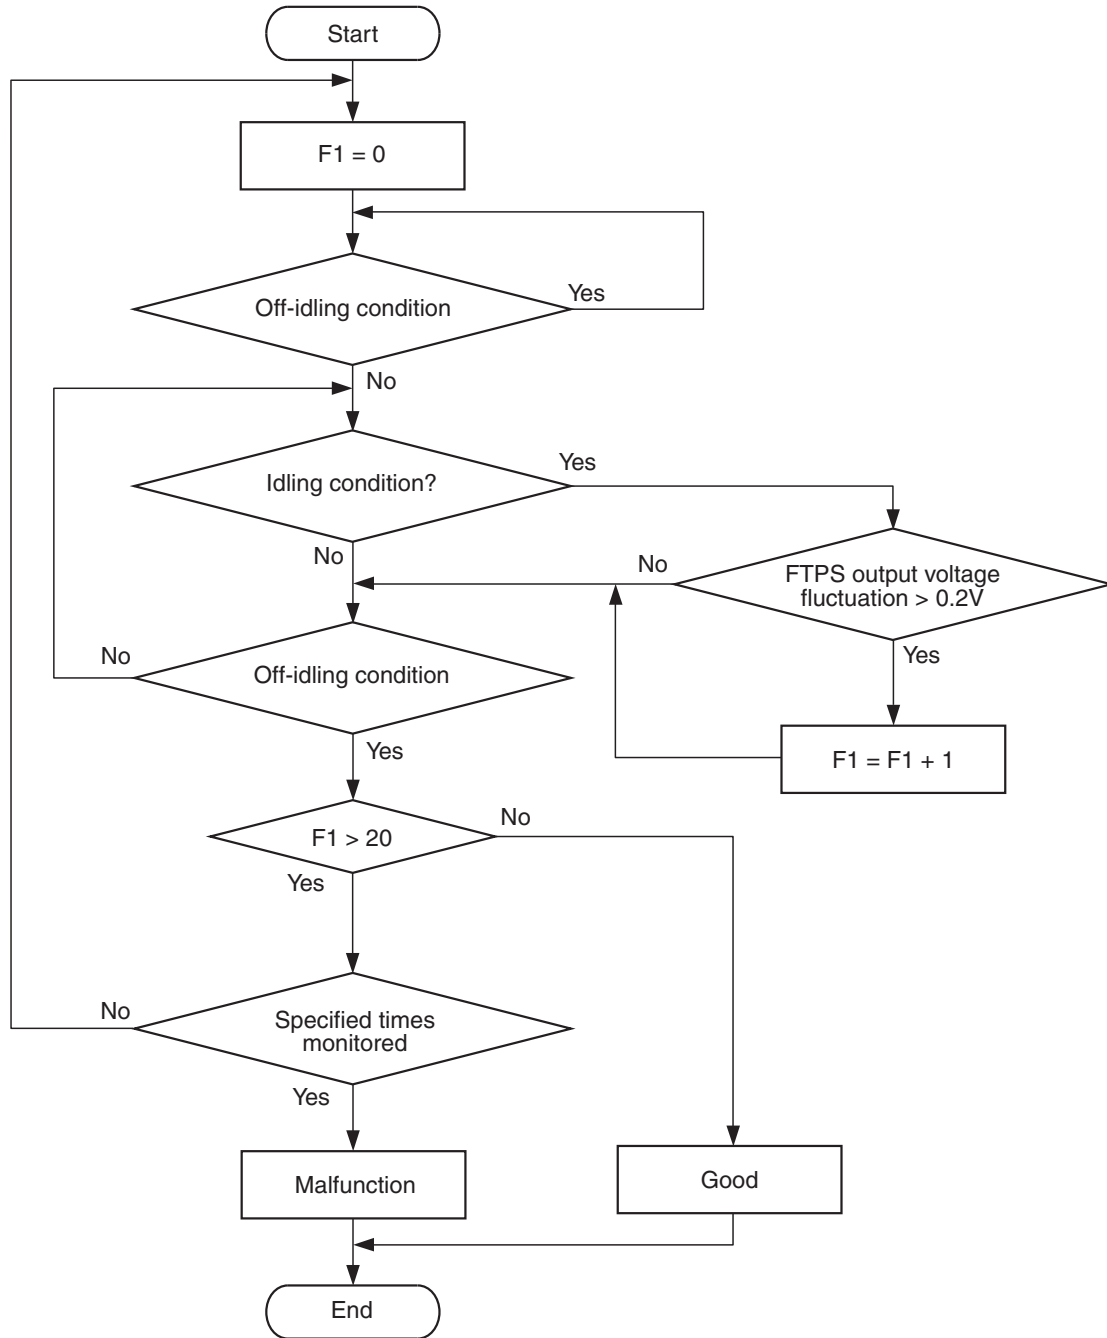 Start
F1 = 0
Off-idling condition
Yes
No
Idling condition?
Yes
No
No
FTPS output voltage
fluctuation > 0.2V
Yes
F1 = F1 + 1
No
Off-idling condition
Yes
F1 > 20
No
Yes
No
Specified times
monitored
Yes
Malfunction
Good
End